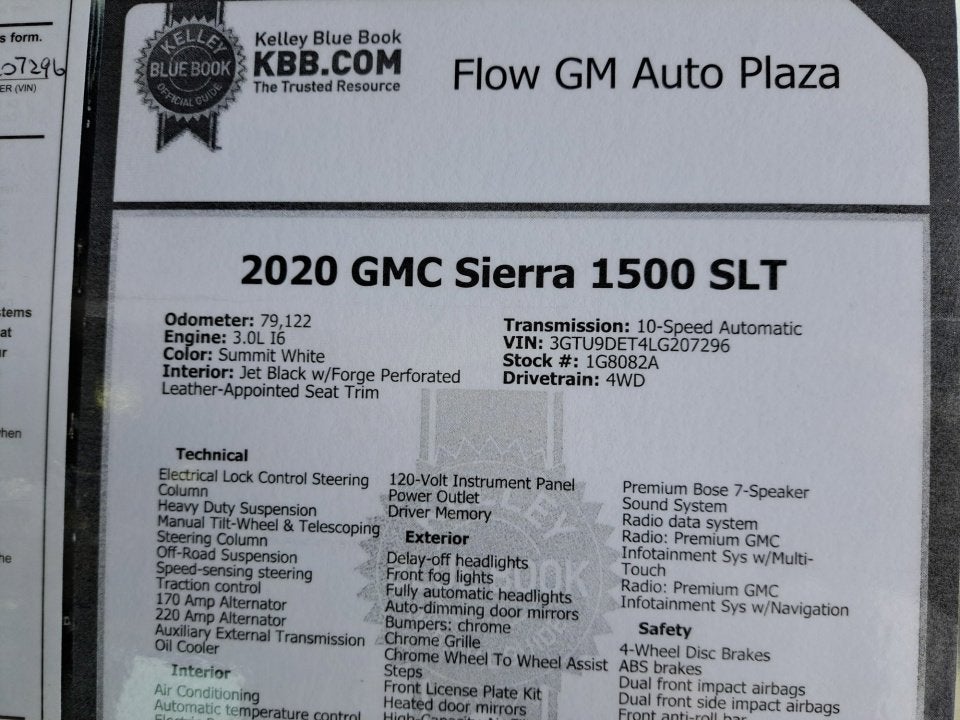 s form.
207296
ER (VIN)
stems
at
ur
when
he
KELLEY
BLUE BOOK
OFFICIAL GUIDE
Kelley Blue Book
KBB.COM
The Trusted Resource
Flow GM Auto Plaza
2020 GMC Sierra 1500 SLT
Odometer: 79,122
Engine: 3.0L I6
Color: Summit White
Interior: Jet Black w/Forge Perforated
Leather-Appointed Seat Trim
Transmission: 10-Speed Automatic
VIN: 3GTU9DET4LG207296
Stock #: 1G8082A
Drivetrain: 4WD
Technical
Electrical Lock Control Steering
Column
Heavy Duty Suspension
Manual Tilt-Wheel & Telescoping
Steering Column
Off-Road Suspension
Speed-sensing steering
Traction control
170 Amp Alternator
220 Amp Alternator
Auxiliary External Transmission
Oil Cooler
Interior
Air Conditioning
Automatic temperature control
120-Volt Instrument Panel
Power Outlet
Driver Memory
Exterior
Delay-off headlights
Front fog lights
Fully automatic headlights
Auto-dimming door mirrors
Bumpers: chrome
Chrome Grille
Chrome Wheel To Wheel Assist
Steps
Front License Plate Kit
Heated door mirrors
Premium Bose 7-Speaker
Sound System
Radio data system
Radio: Premium GMC
Infotainment Sys w/Multi-
Touch
Radio: Premium GMC
Infotainment Sys w/Navigation
Safety
4-Wheel Disc Brakes
ABS brakes
Dual front impact airbags
Dual front side impact airbags
Front anti-roll bar